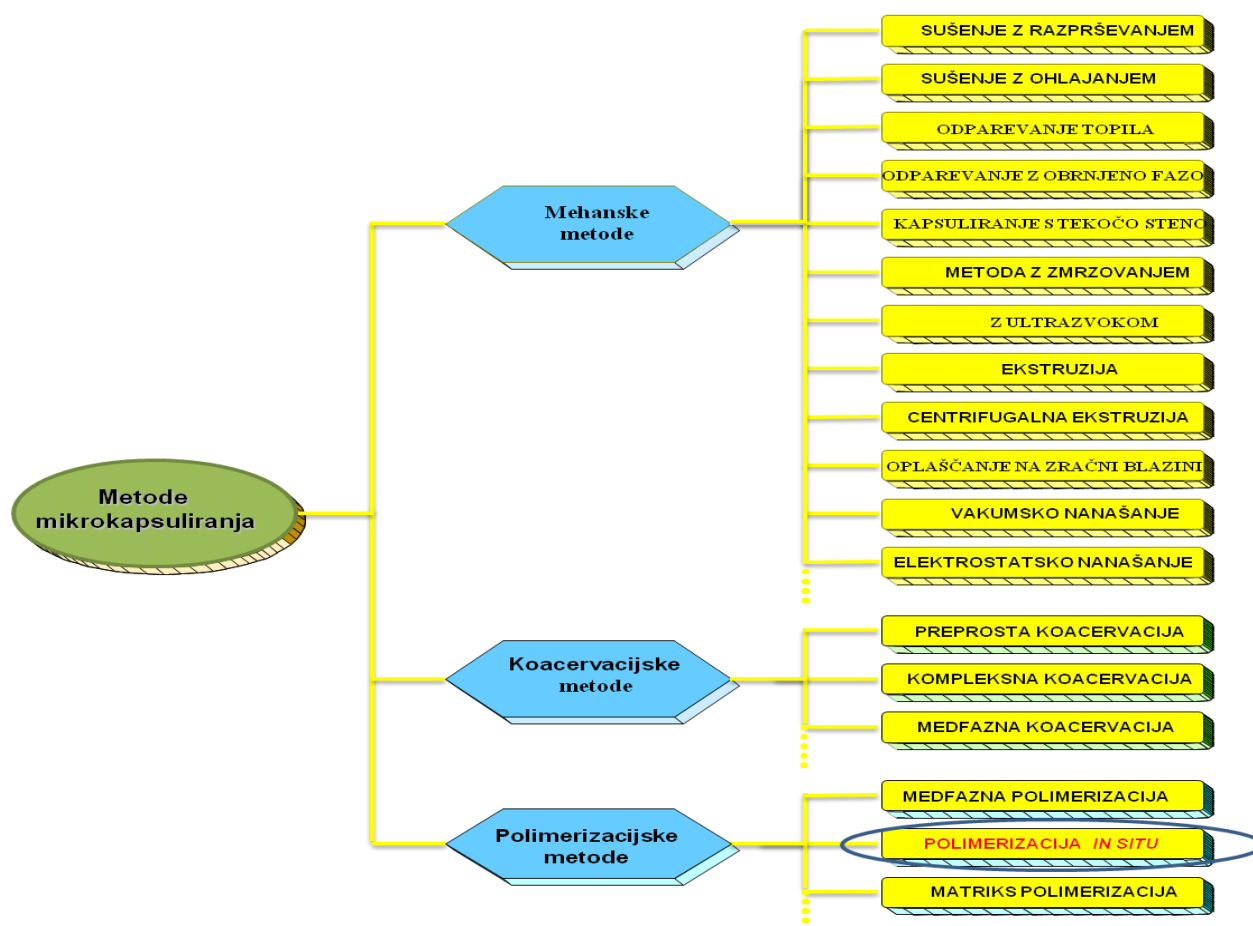 SUŠENJE Z RAZPRŠEVANJEM
SUŠENJE Z OHLAJANJEM
ODPAREVANJE TOPILA
ODPAREVANJE Z OBRNJENO FAZO
KAPSULIRANJE S TEKOČO STENO
METODA Z ZMRZOVANJEM
Z ULTRAZVOKOM
EKSTRUZIJA
CENTRIFUGALNA EKSTRUZIJA
OPLAŠČANJE NA ZRAČNI BLAZINI
VAKUMSKO NANAŠANJE
ELEKTROSTATSKO NANAŠANJE
Mehanske
metode
Metode
mikrokapsuliranja
Koacervacijske
metode
PREPROSTA KOACERVACIJA
KOMPLEKSNA KOACERVACIJA
MEDFAZNA KOACERVACIJA
Polimerizacijske
metode
MEDFAZNA POLIMERIZACIJA
POLIMERIZACIJA IN SITU
MATRIKS POLIMERIZACIJA